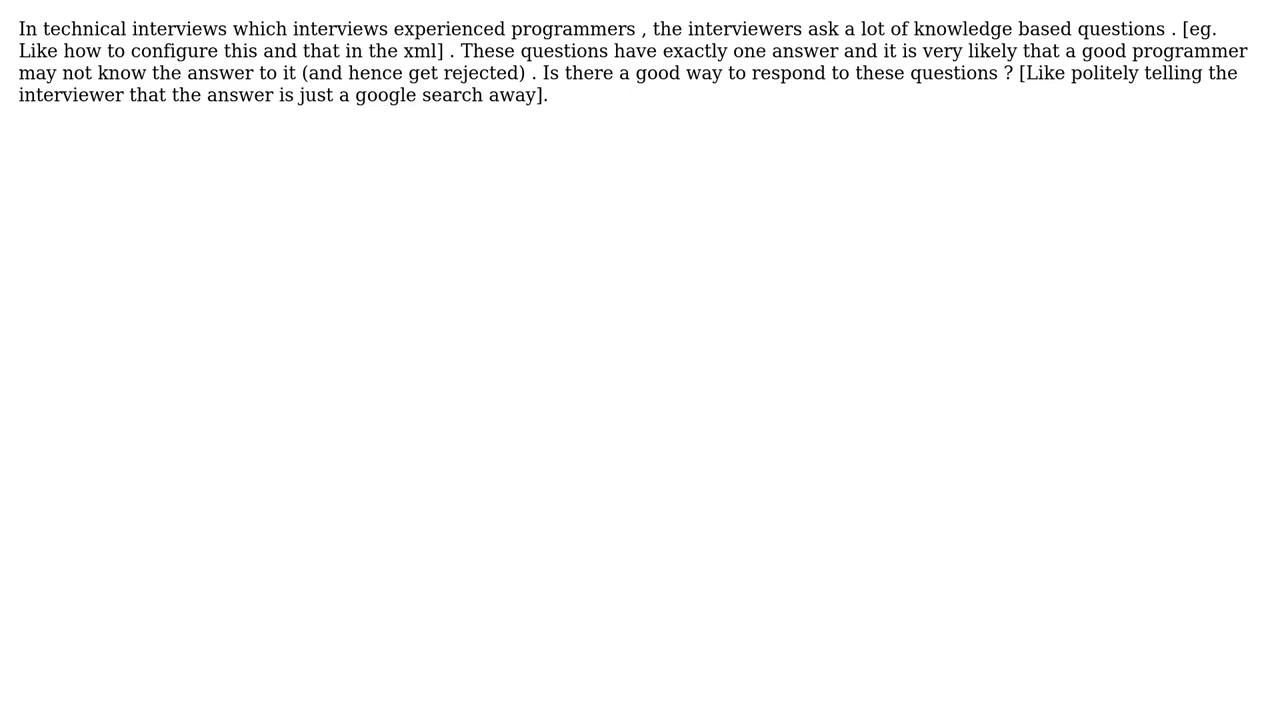 In technical interviews which interviews experienced programmers , the interviewers ask a lot of knowledge based questions . [eg.
Like how to configure this and that in the xml] . These questions have exactly one answer and it is very likely that a good programmer
may not know the answer to it (and hence get rejected) . Is there a good way to respond to these questions ? [Like politely telling the
interviewer that the answer is just a google search away].